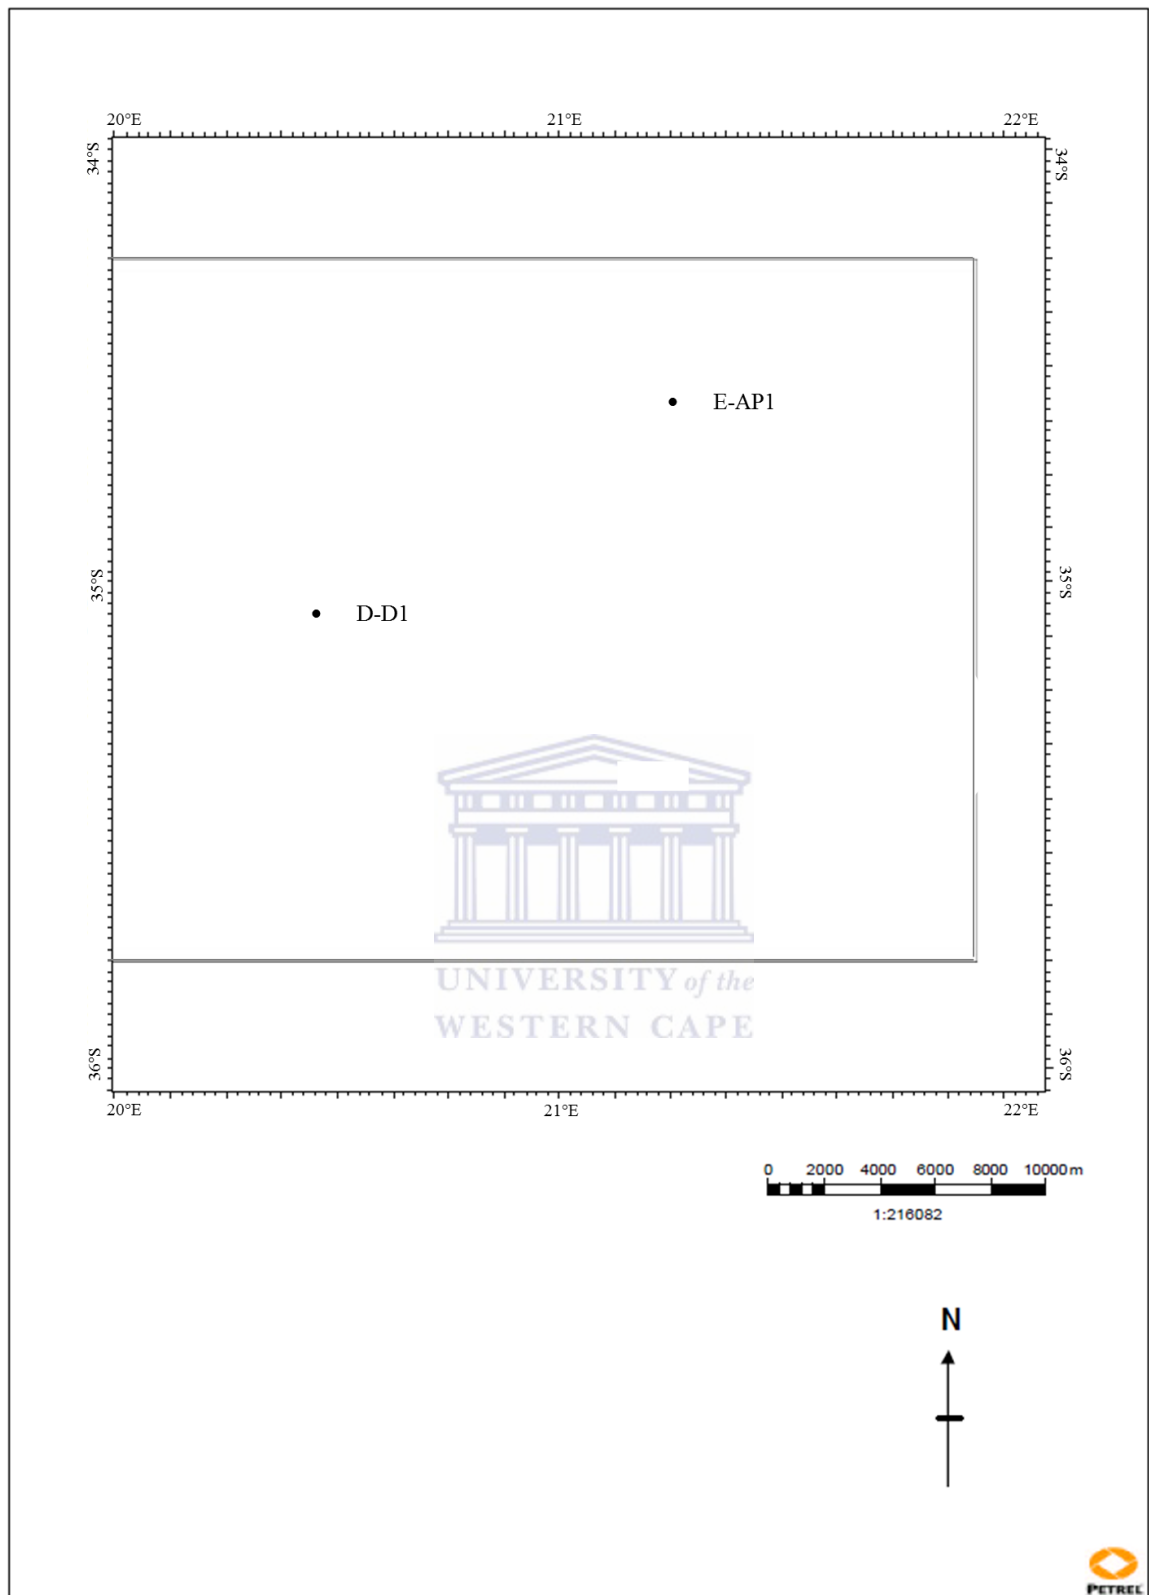 20°E 21°E 22°E
34°S 34°S
E-AP1
35°S 35°S
D-D1
UNIVERSITY of the
WESTERN CAPE
36°S 36°S
20°E 21°E 22°E
0 2000 4000 6000 8000 10000m
1:216082
N
PETREL